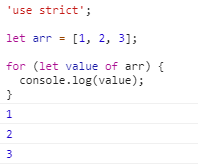 'use strict';
let arr = [1, 2, 3];
for (let value of arr) {
  console.log(value);
}
1
2
3